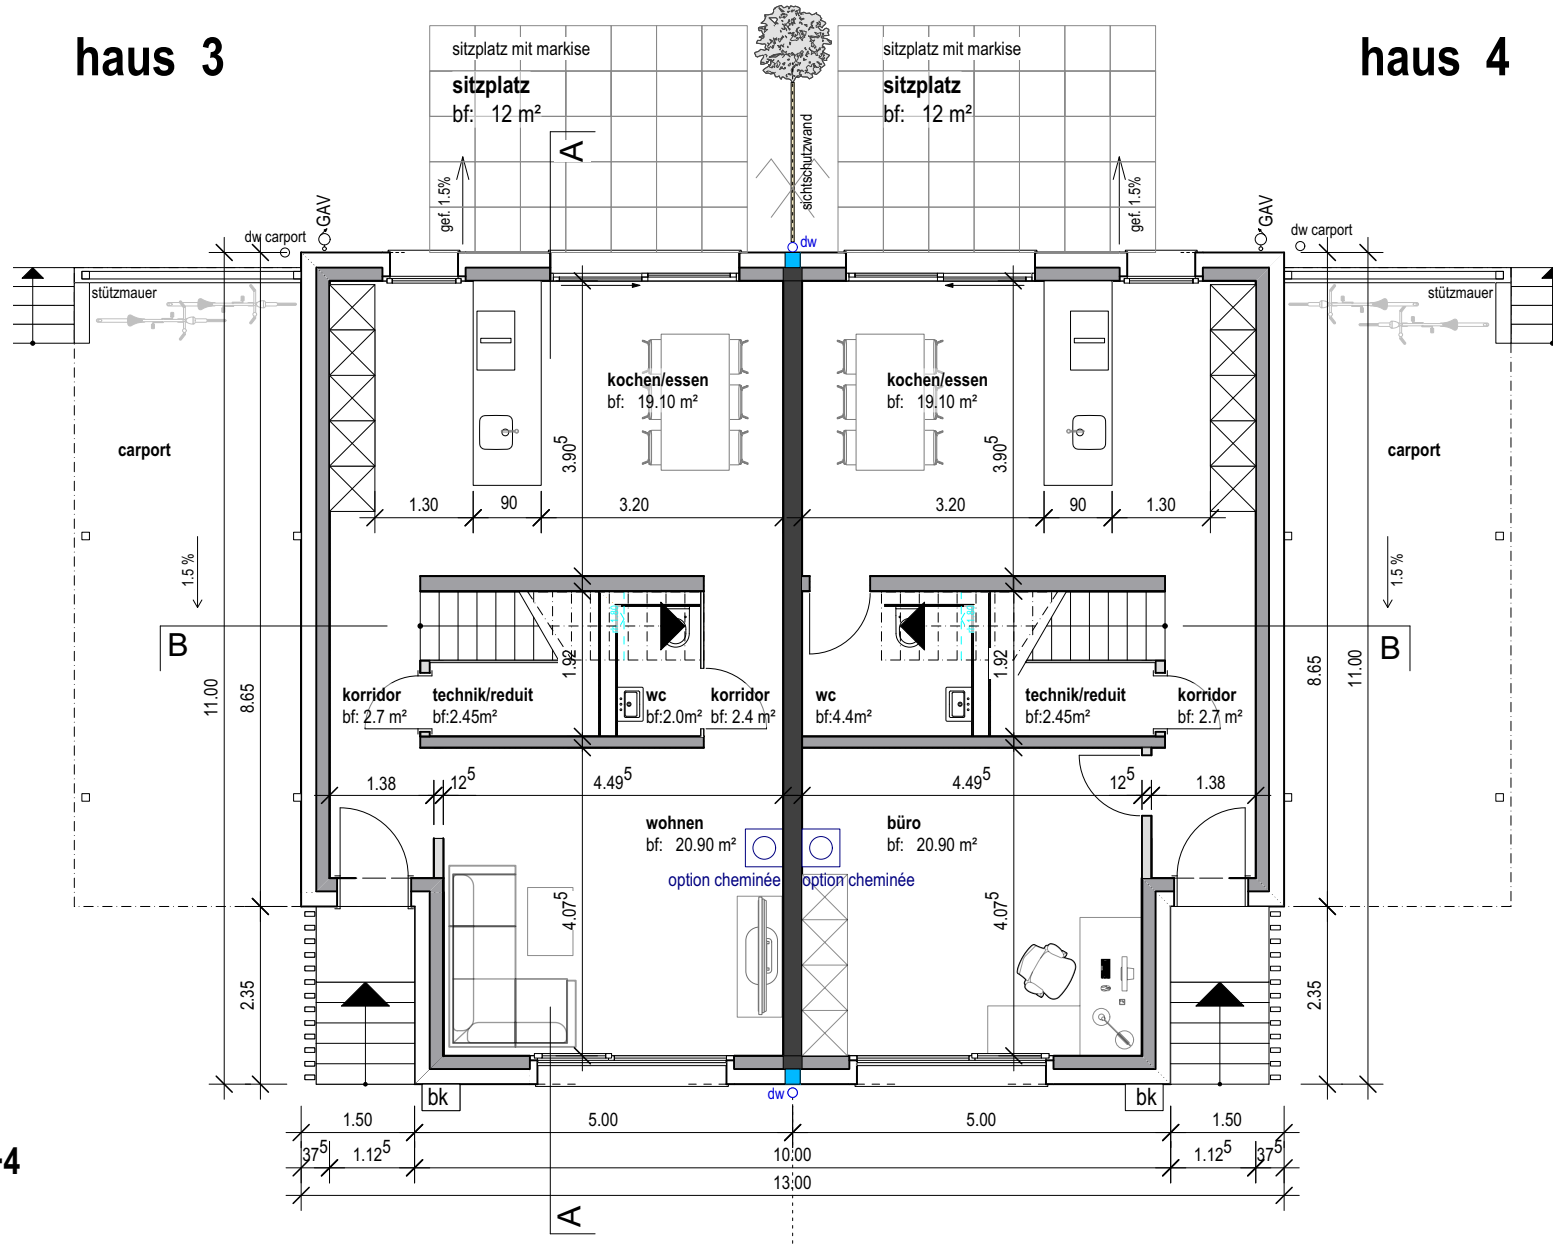 haus 3
haus 4
sitzplatz mit markise
sitzplatz
bf: 12 m²
sitzplatz mit markise
sitzplatz
bf: 12 m²
sichtschutzwand
A
gef. 1.5%
gef. 1.5%
GAV
GAV
dw carport
dw carport
dw
stützmauer
stützmauer
kochen/essen
bf: 19.10 m²
kochen/essen
bf: 19.10 m²
carport
carport
3.90⁵
3.90⁵
1.30
90
3.20
3.20
90
1.30
1.5 %
1.5 %
B
B
1.92
1.92
11.00
8.65
8.65
11.00
korridor
bf: 2.7 m²
technik/reduit
bf:2.45m²
wc
bf:2.0m²
korridor
bf: 2.4 m²
wc
bf:4.4m²
technik/reduit
bf:2.45m²
korridor
bf: 2.7 m²
1.38
12⁵
4.49⁵
4.49⁵
12⁵
1.38
wohnen
bf: 20.90 m²
büro
bf: 20.90 m²
option cheminée
option cheminée
4.07⁵
4.07⁵
2.35
2.35
bk
dw
bk
1.50
5.00
5.00
1.50
37⁵
1.12⁵
10.00
1.12⁵
37⁵
13.00
A
-4